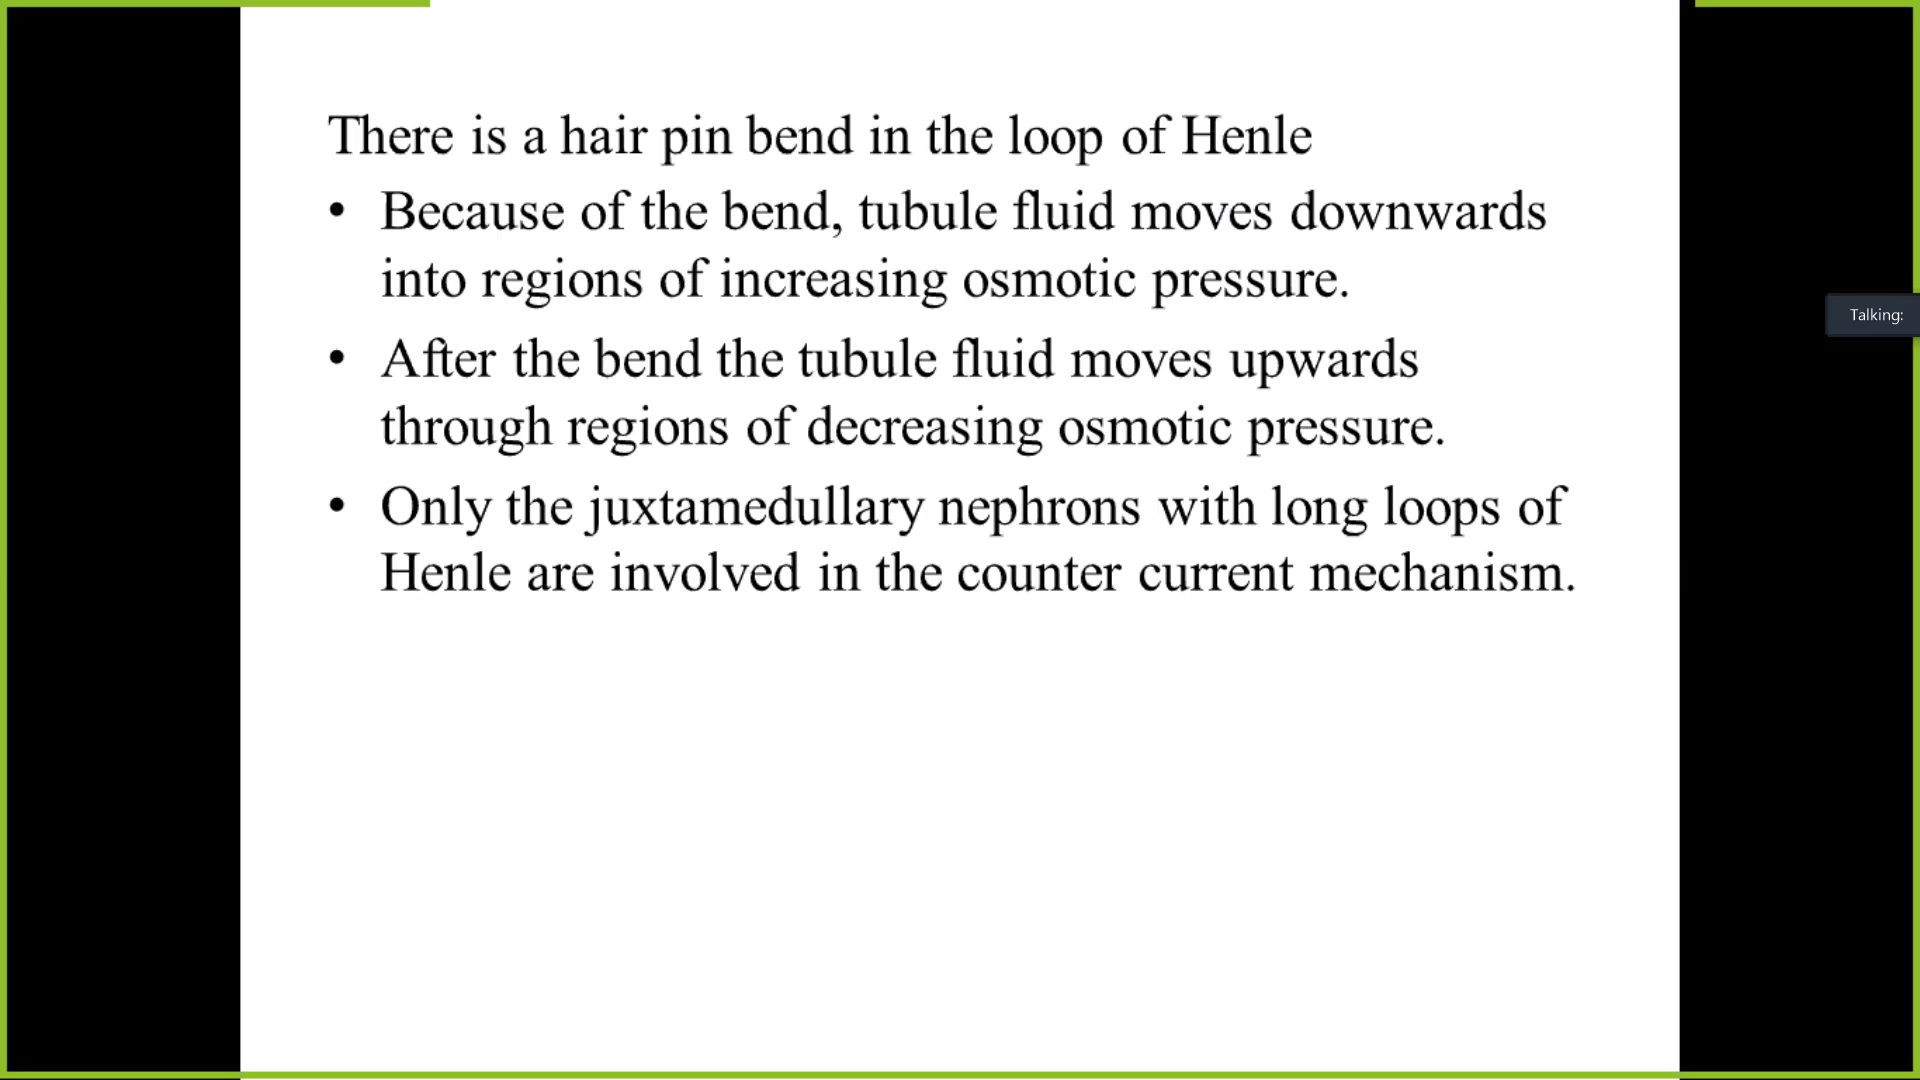 There is a hair pin bend in the loop of Henle
• Because of the bend, tubule fluid moves downwards
into regions of increasing osmotic pressure.
• After the bend the tubule fluid moves upwards
through regions of decreasing osmotic pressure.
• Only the juxtamedullary nephrons with long loops of
Henle are involved in the counter current mechanism.
Talking: